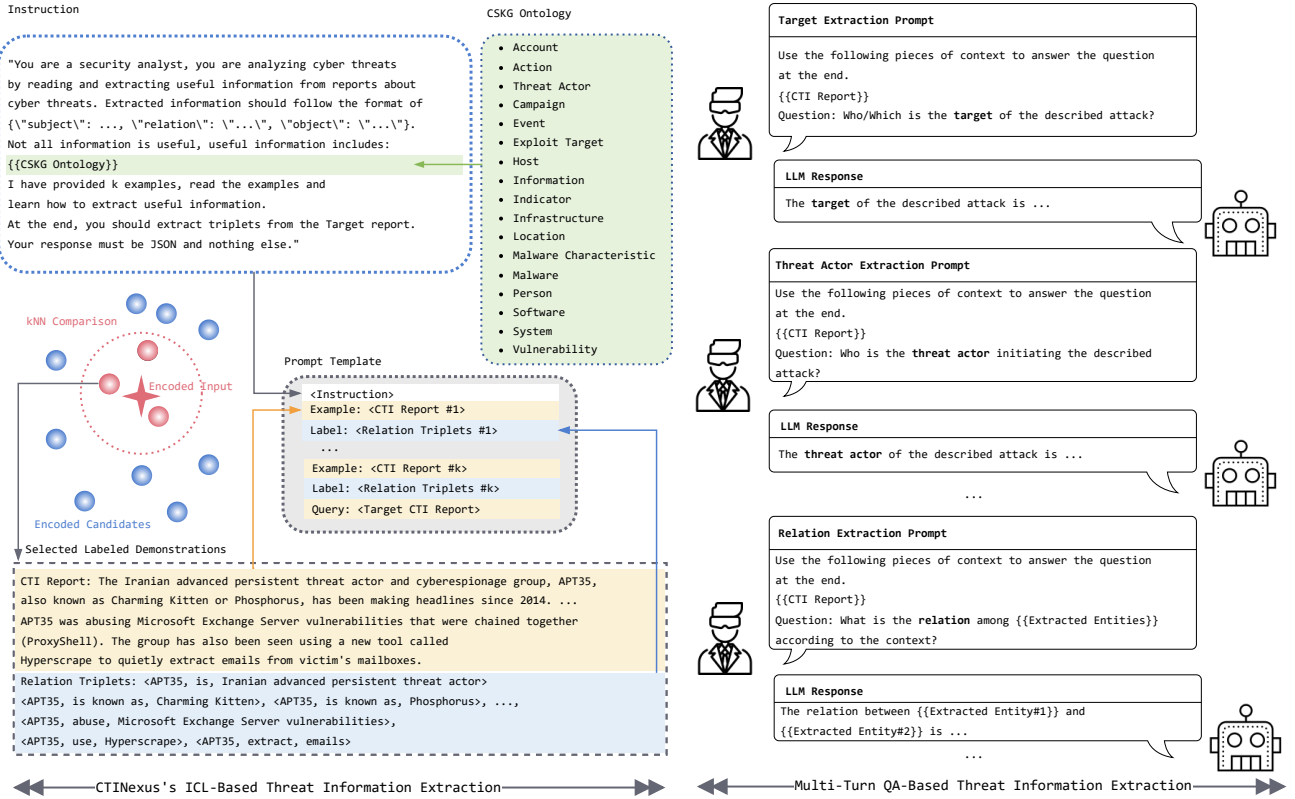 Instruction
"You are a security analyst, you are analyzing cyber threats
by reading and extracting useful information from reports about
cyber threats. Extracted information should follow the format of
{\"subject\": ..., \"relation\": \"...\", \"object\": \"...\"}.
Not all information is useful, useful information includes:
{{CSKG Ontology}}
I have provided k examples, read the examples and
learn how to extract useful information.
At the end, you should extract triplets from the Target report.
Your response must be JSON and nothing else."
CSKG Ontology
• Account
• Action
• Threat Actor
• Campaign
• Event
• Exploit Target
• Host
• Information
• Indicator
• Infrastructure
• Location
• Malware Characteristic
• Malware
• Person
• Software
• System
• Vulnerability
kNN Comparison
Encoded Input
Encoded Candidates
Prompt Template
<Instruction>
Example: <CTI Report #1>
Label: <Relation Triplets #1>
...
Example: <CTI Report #k>
Label: <Relation Triplets #k>
Query: <Target CTI Report>
Selected Labeled Demonstrations
CTI Report: The Iranian advanced persistent threat actor and cyberespionage group, APT35,
also known as Charming Kitten or Phosphorus, has been making headlines since 2014. ...
APT35 was abusing Microsoft Exchange Server vulnerabilities that were chained together
(ProxyShell). The group has also been seen using a new tool called
Hyperscrape to quietly extract emails from victim's mailboxes.
Relation Triplets: <APT35, is, Iranian advanced persistent threat actor>
<APT35, is known as, Charming Kitten>, <APT35, is known as, Phosphorus>, ...,
<APT35, abuse, Microsoft Exchange Server vulnerabilities>,
<APT35, use, Hyperscrape>, <APT35, extract, emails>
CTINexus's ICL-Based Threat Information Extraction
Target Extraction Prompt
Use the following pieces of context to answer the question
at the end.
{{CTI Report}}
Question: Who/Which is the target of the described attack?
LLM Response
The target of the described attack is ...
Threat Actor Extraction Prompt
Use the following pieces of context to answer the question
at the end.
{{CTI Report}}
Question: Who is the threat actor initiating the described
attack?
LLM Response
The threat actor of the described attack is ...
...
Relation Extraction Prompt
Use the following pieces of context to answer the question
at the end.
{{CTI Report}}
Question: What is the relation among {{Extracted Entities}}
according to the context?
LLM Response
The relation between {{Extracted Entity#1}} and
{{Extracted Entity#2}} is ...
...
Multi-Turn QA-Based Threat Information Extraction